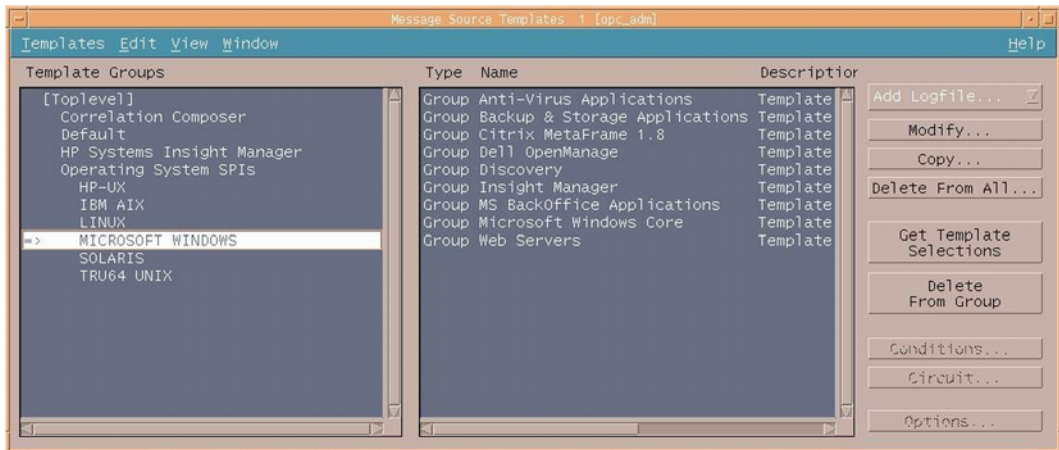 Message Source Templates 1 [opc_adm]
Templates Edit View Window Help
Template Groups
[Toplevel]
Correlation Composer
Default
HP Systems Insight Manager
Operating System SPIs
HP-UX
IBM AIX
LINUX
=> MICROSOFT WINDOWS
SOLARIS
TRU64 UNIX
Type Name Description
Group Anti-Virus Applications Template
Group Backup & Storage Applications Template
Group Citrix MetaFrame 1.8 Template
Group Dell OpenManage Template
Group Discovery Template
Group Insight Manager Template
Group MS BackOffice Applications Template
Group Microsoft Windows Core Template
Group Web Servers Template
Add Logfile...
Modify...
Copy...
Delete From All...
Get Template
Selections
Delete
From Group
Conditions...
Circuit...
Options...